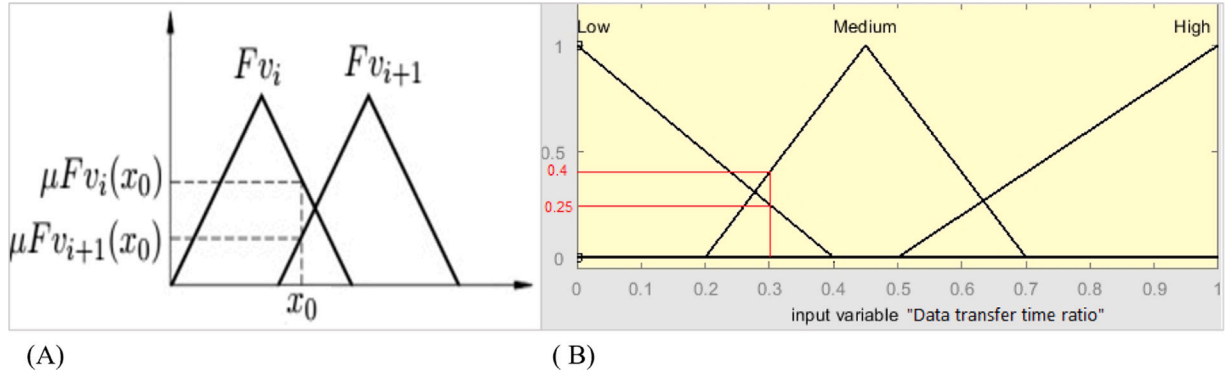 Fv_i Fv_{i+1}
μFv_i(x_0)
μFv_{i+1}(x_0)
x_0
Low Medium High
1
0.5
0.4
0.25
0
0 0.1 0.2 0.3 0.4 0.5 0.6 0.7 0.8 0.9 1
input variable "Data transfer time ratio"
(A) ( B)